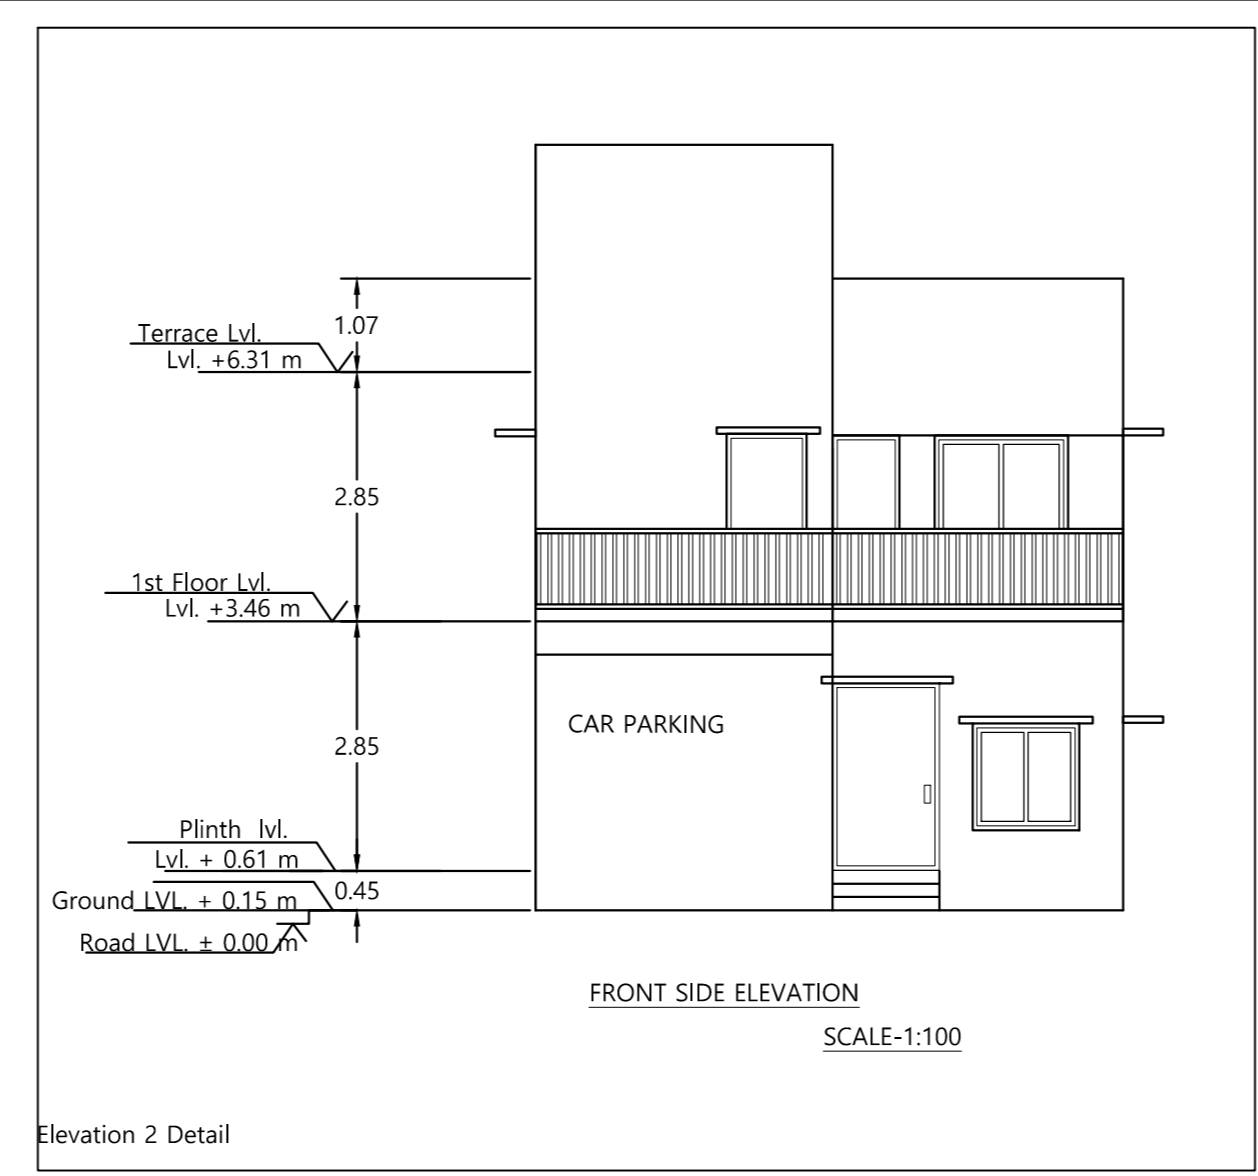 1.07
Terrace Lvl.
Lvl. +6.31 m
2.85
1st Floor Lvl.
Lvl. +3.46 m
CAR PARKING
2.85
Plinth lvl.
Lvl. + 0.61 m
0.45
Ground LVL. + 0.15 m
Road LVL. ± 0.00 m
FRONT SIDE ELEVATION
SCALE-1:100
Elevation 2 Detail